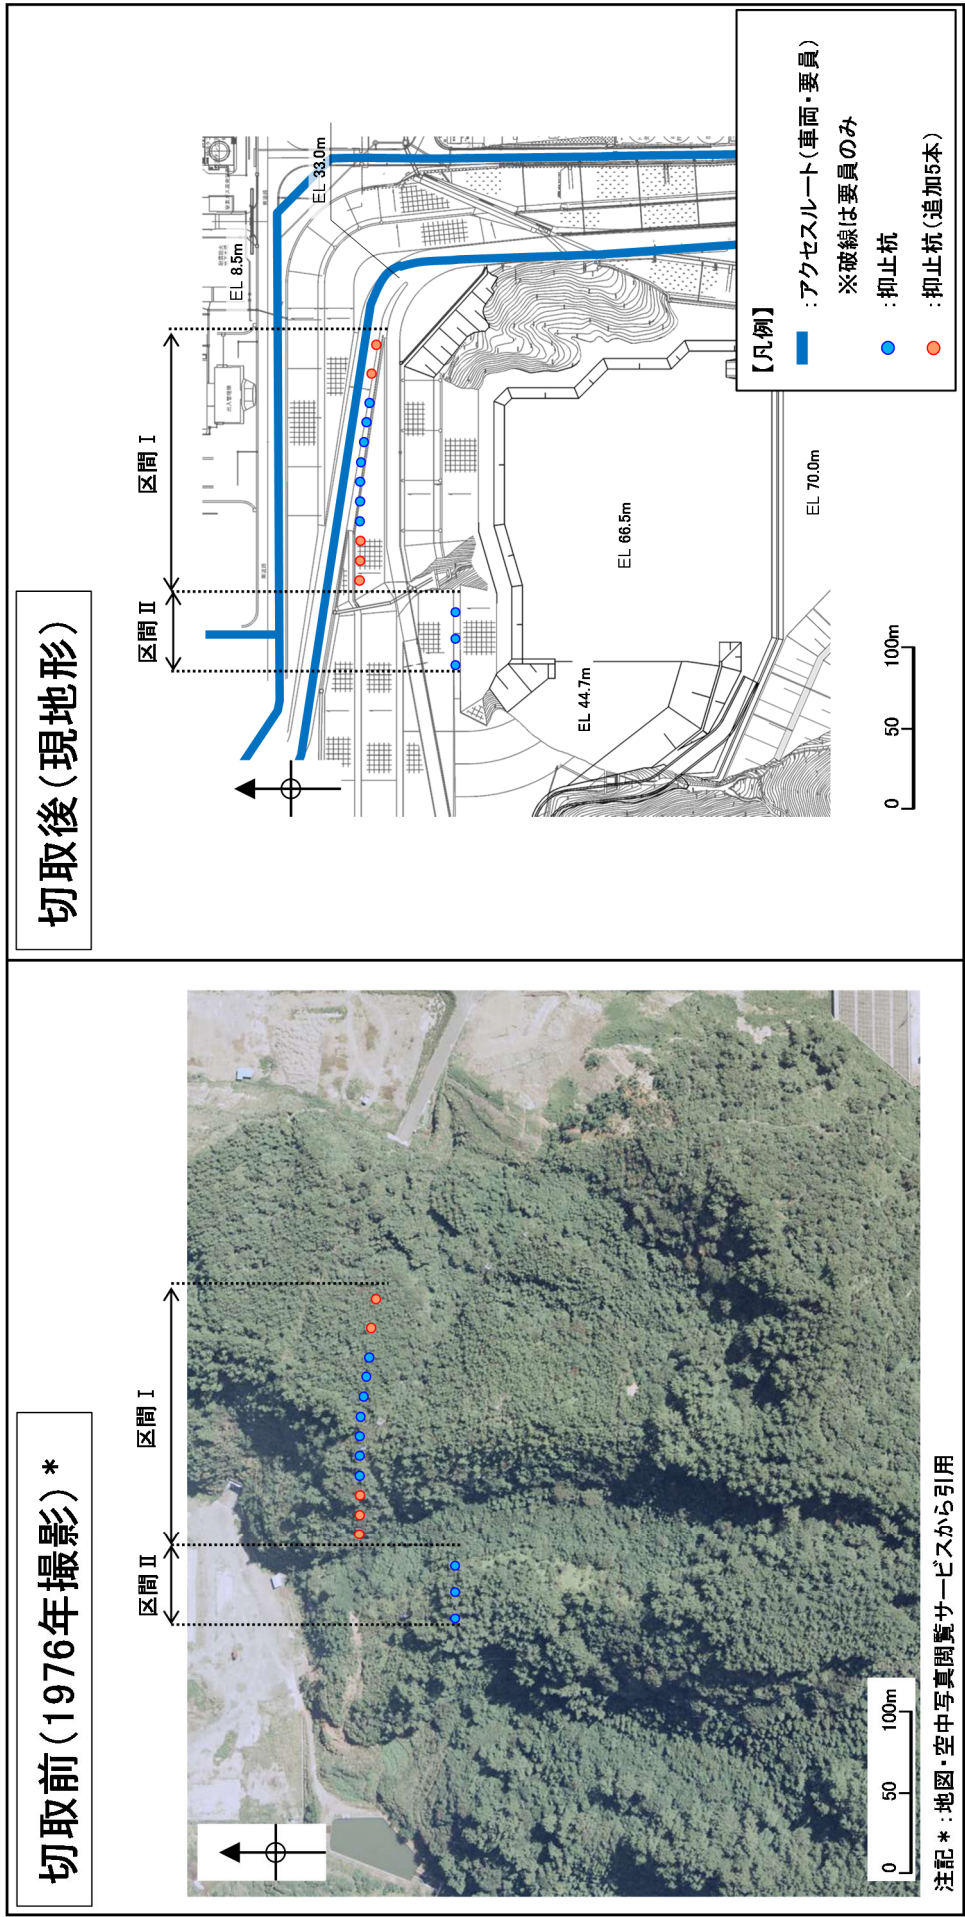 切取前(1976年撮影)*
区間Ⅱ
区間Ⅰ
0
50
100m
注記 *:地図・空中写真閲覧サービスから引用
切取後(現地形)
区間Ⅱ
区間Ⅰ
EL 8.5m
EL 33.0m
出入管理棟
EL 66.5m
EL 44.7m
EL 70.0m
0
50
100m
【凡例】
:アクセスルート(車両・要員)
※破線は要員のみ
:抑止杭
:抑止杭(追加5本)